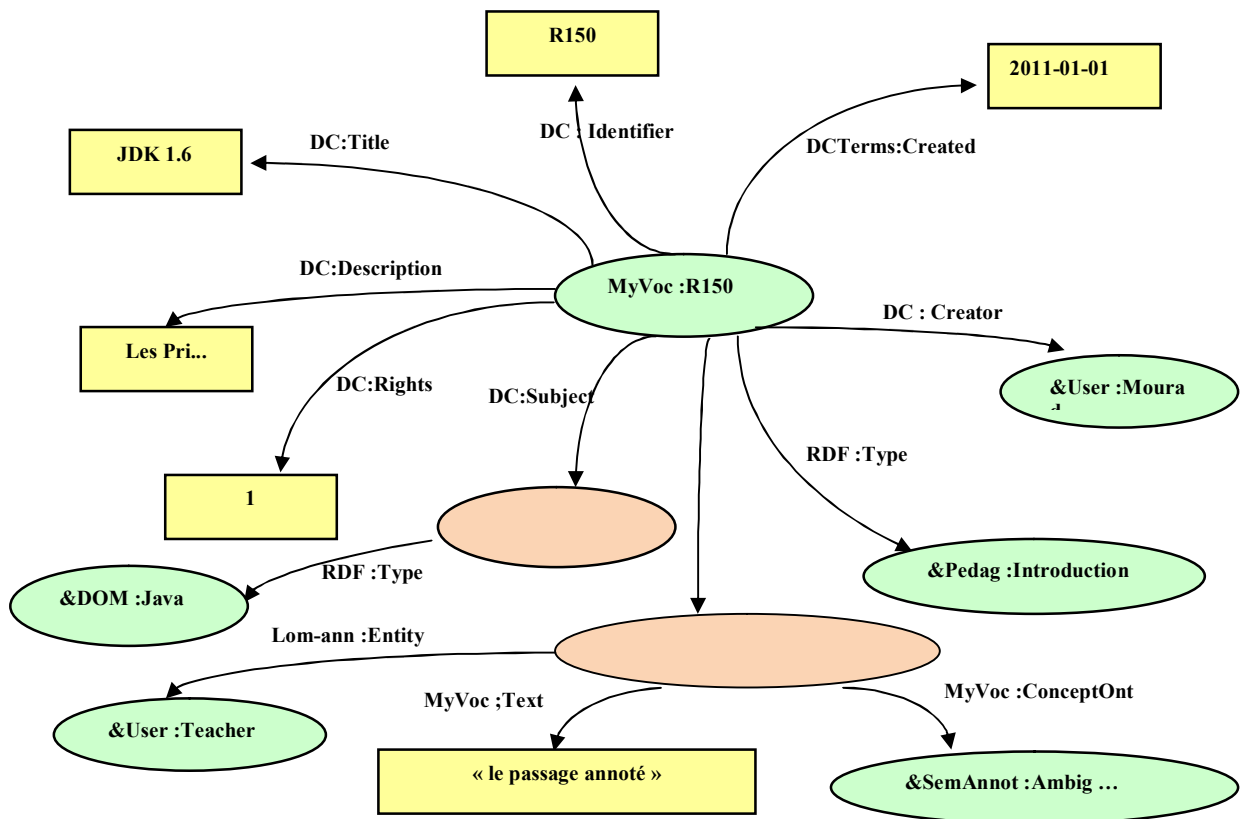 R150
2011-01-01
DC : Identifier
JDK 1.6
DC:Title
DCTerms:Created
DC:Description
MyVoc :R150
DC : Creator
Les Pri...
DC:Rights
DC:Subject
&User :Moura
RDF :Type
1
RDF :Type
&Pedag :Introduction
&DOM :Java
Lom-ann :Entity
MyVoc ;Text
MyVoc :ConceptOnt
&User :Teacher
« le passage annoté »
&SemAnnot :Ambig …